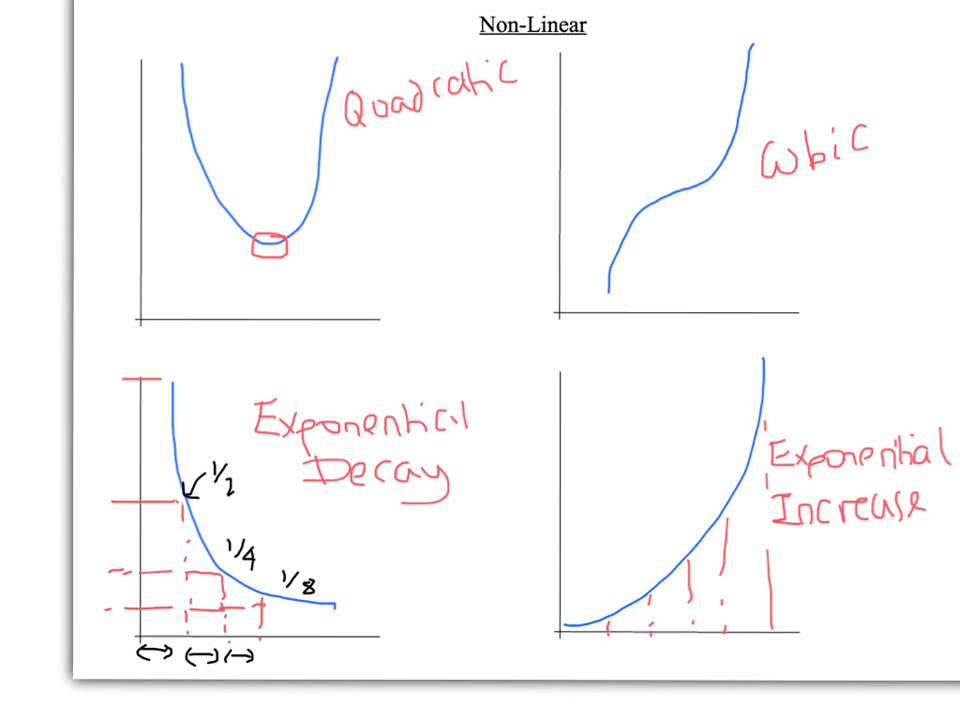 Non-Linear
Quadratic
Cubic
Exponential
Decay
1/2
1/4
1/8
Exponential
Increase